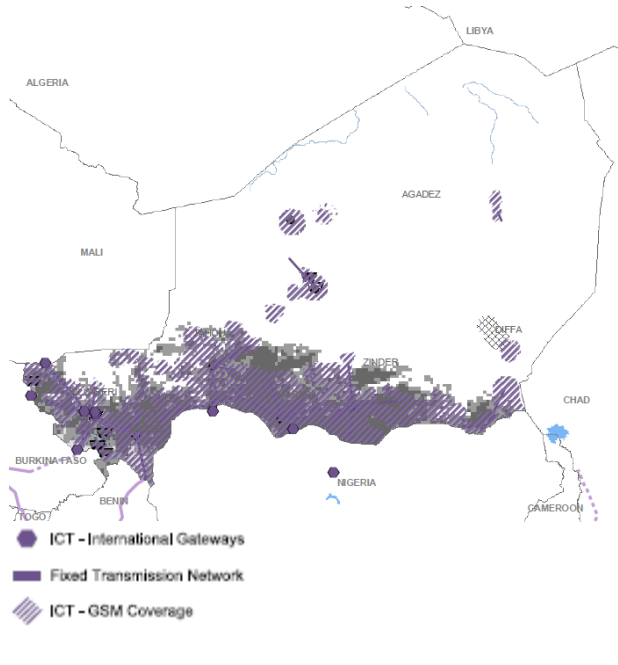 LIBYA
ALGERIA
AGADEZ
MALI
DIFFA
ZINDER
CHAD
BURKINA FASO
NIGERIA
BENIN
CAMEROON
TOGO
ICT - International Gateways
Fixed Transmission Network
ICT - GSM Coverage